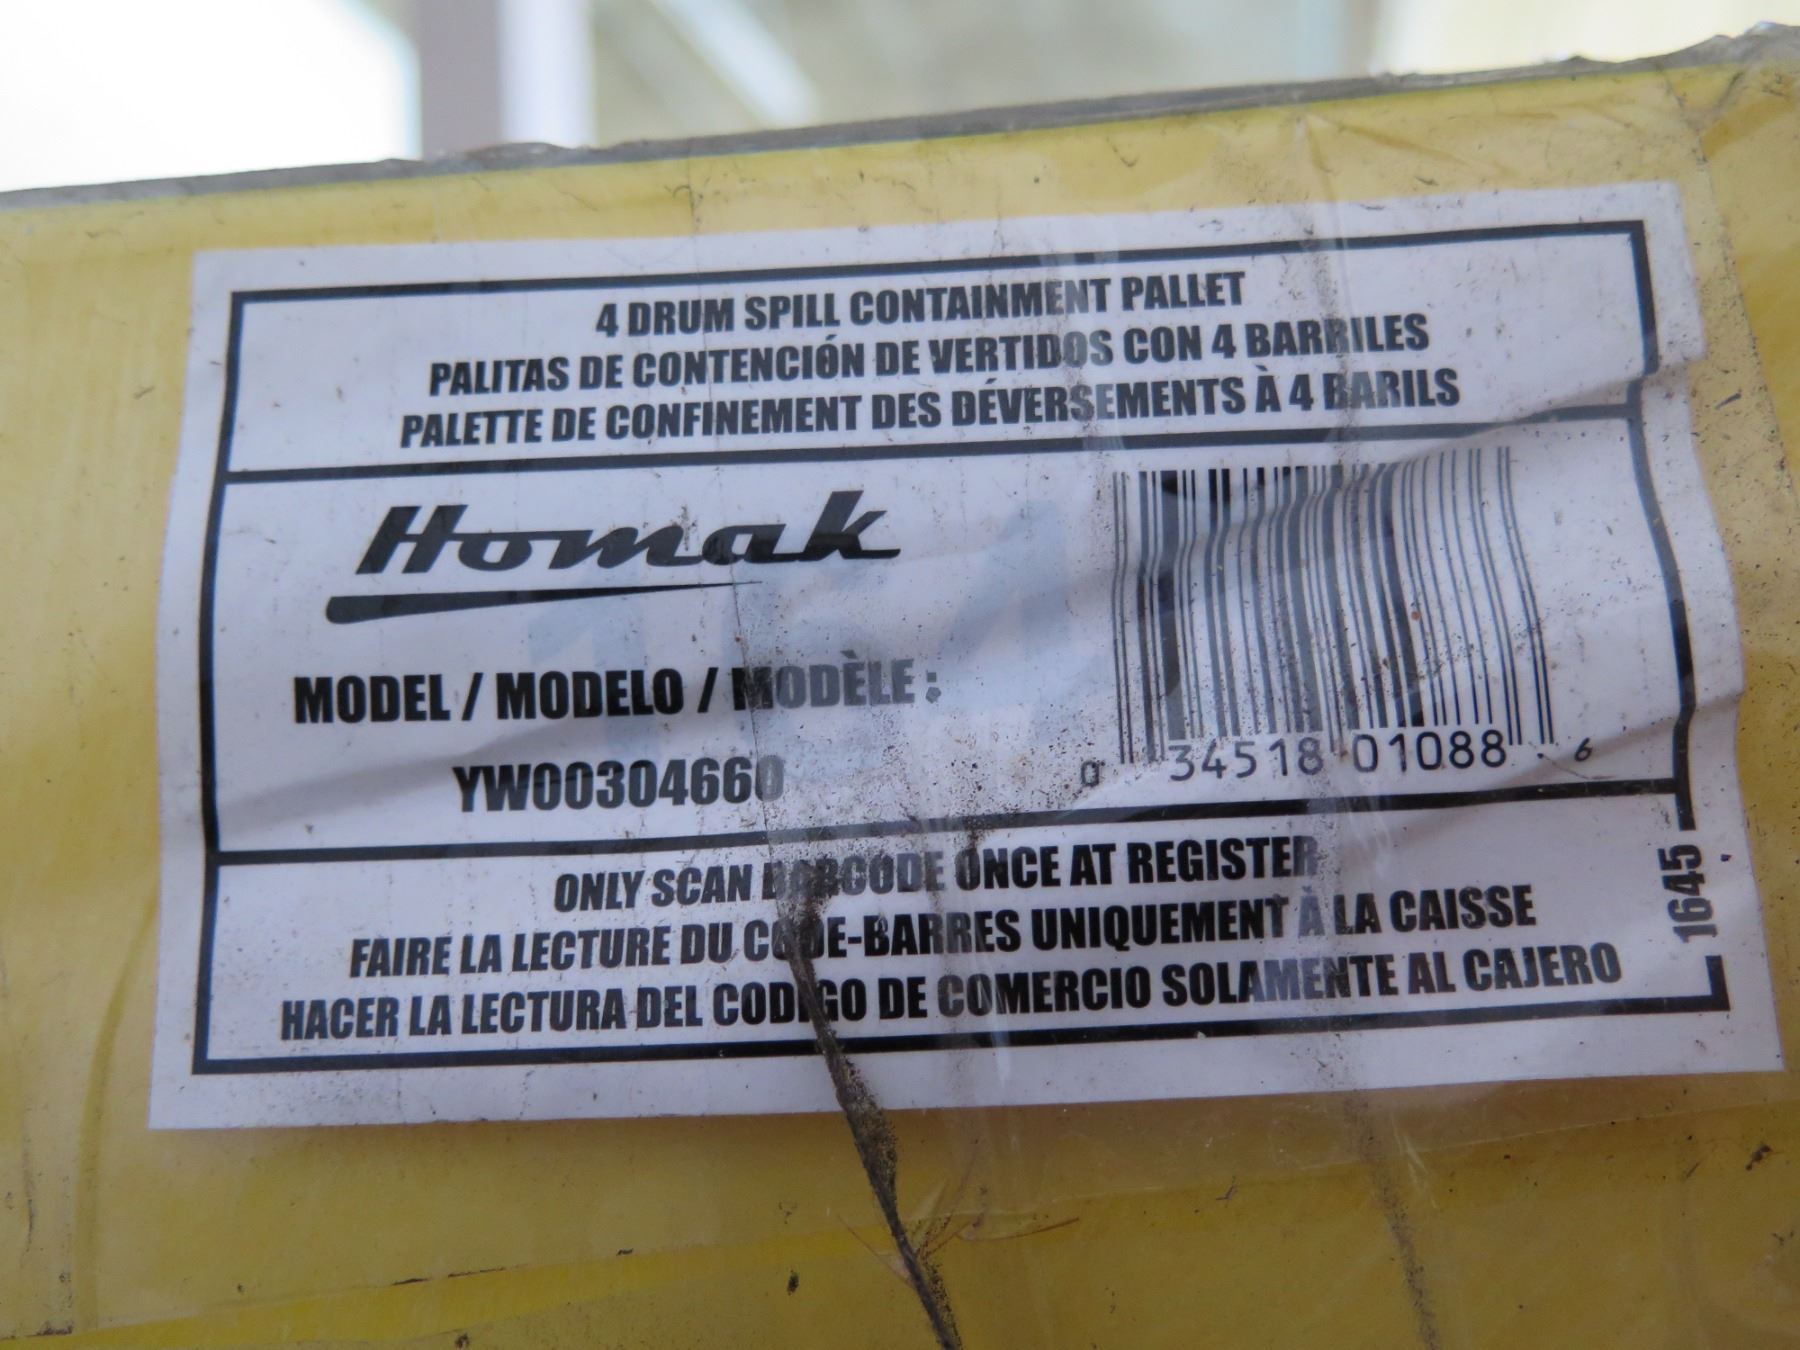 4 DRUM SPILL CONTAINMENT PALLET
PALITAS DE CONTENCIÓN DE VERTIDOS CON 4 BARRILES
PALETTE DE CONFINEMENT DES DÉVERSEMENTS À 4 BARILS
Homak
MODEL / MODELO / MODÈLE :
YW00304660
0 34518 01088 6
ONLY SCAN BARCODE ONCE AT REGISTER
FAIRE LA LECTURE DU CODE-BARRES UNIQUEMENT À LA CAISSE
HACER LA LECTURA DEL CODIGO DE COMERCIO SOLAMENTE AL CAJERO
1645